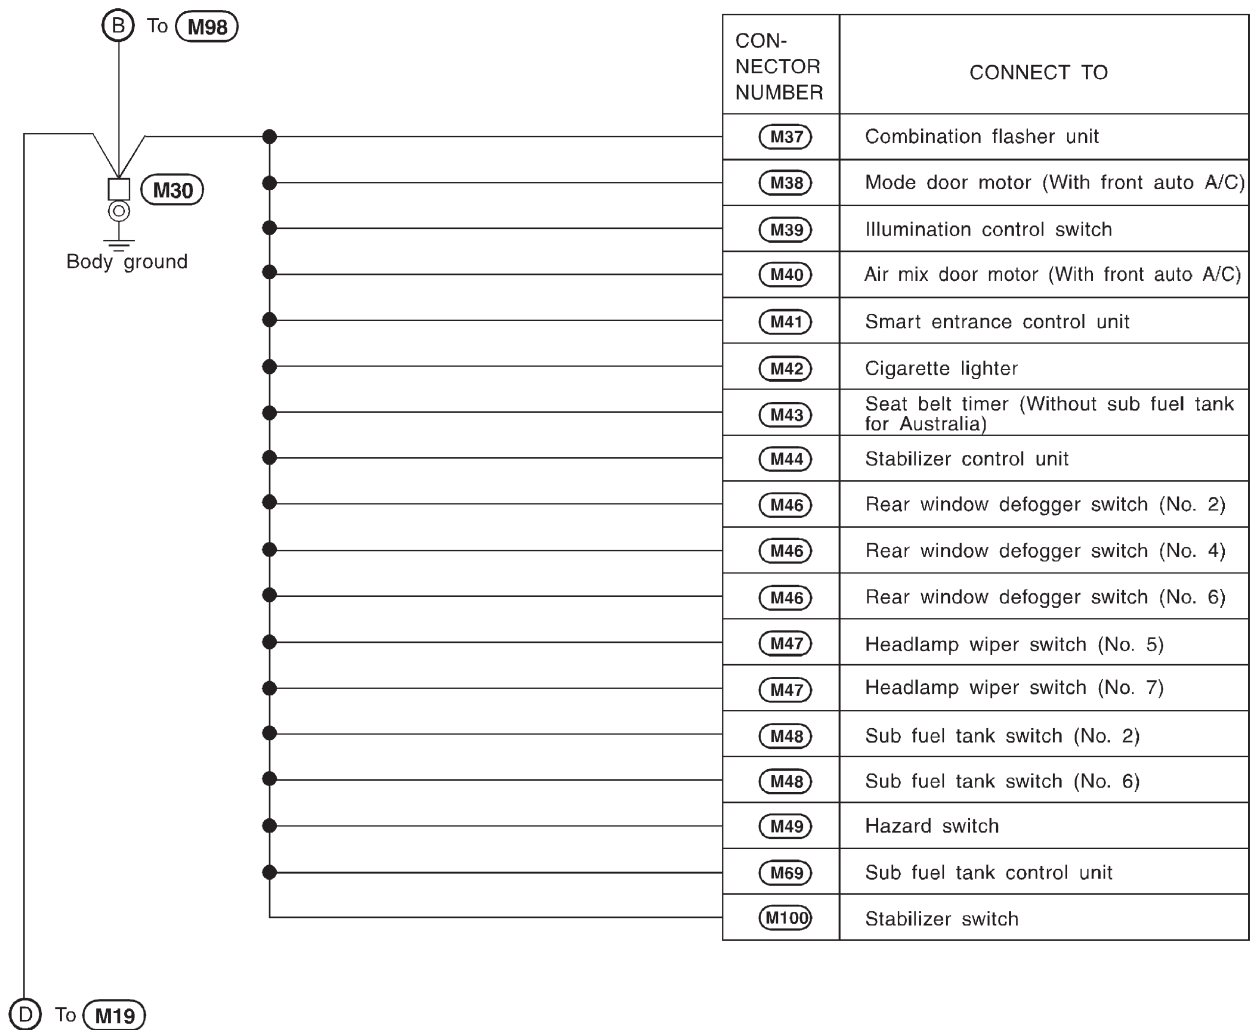 B To M98
CON-
NECTOR
NUMBER
CONNECT TO
M30
Body ground
M37 Combination flasher unit
M38 Mode door motor (With front auto A/C)
M39 Illumination control switch
M40 Air mix door motor (With front auto A/C)
M41 Smart entrance control unit
M42 Cigarette lighter
M43 Seat belt timer (Without sub fuel tank
for Australia)
M44 Stabilizer control unit
M46 Rear window defogger switch (No. 2)
M46 Rear window defogger switch (No. 4)
M46 Rear window defogger switch (No. 6)
M47 Headlamp wiper switch (No. 5)
M47 Headlamp wiper switch (No. 7)
M48 Sub fuel tank switch (No. 2)
M48 Sub fuel tank switch (No. 6)
M49 Hazard switch
M69 Sub fuel tank control unit
M100 Stabilizer switch
D To M19